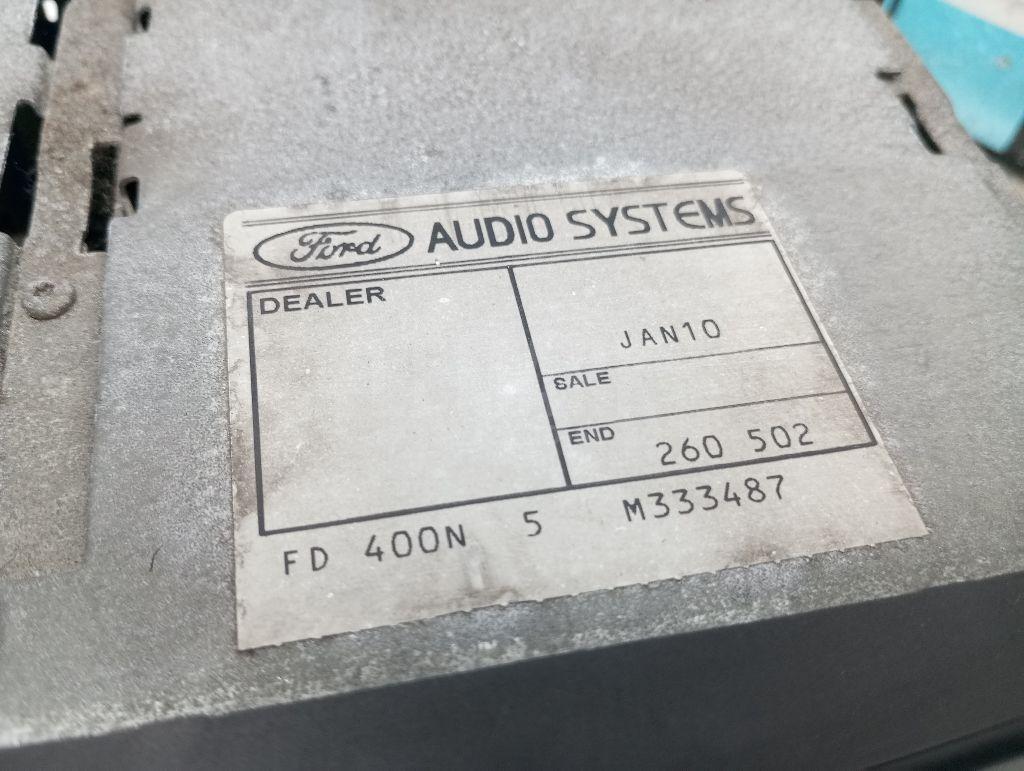 Ford AUDIO SYSTEMS
DEALER
JAN10
SALE
END 260 502
FD 400N 5 M333487